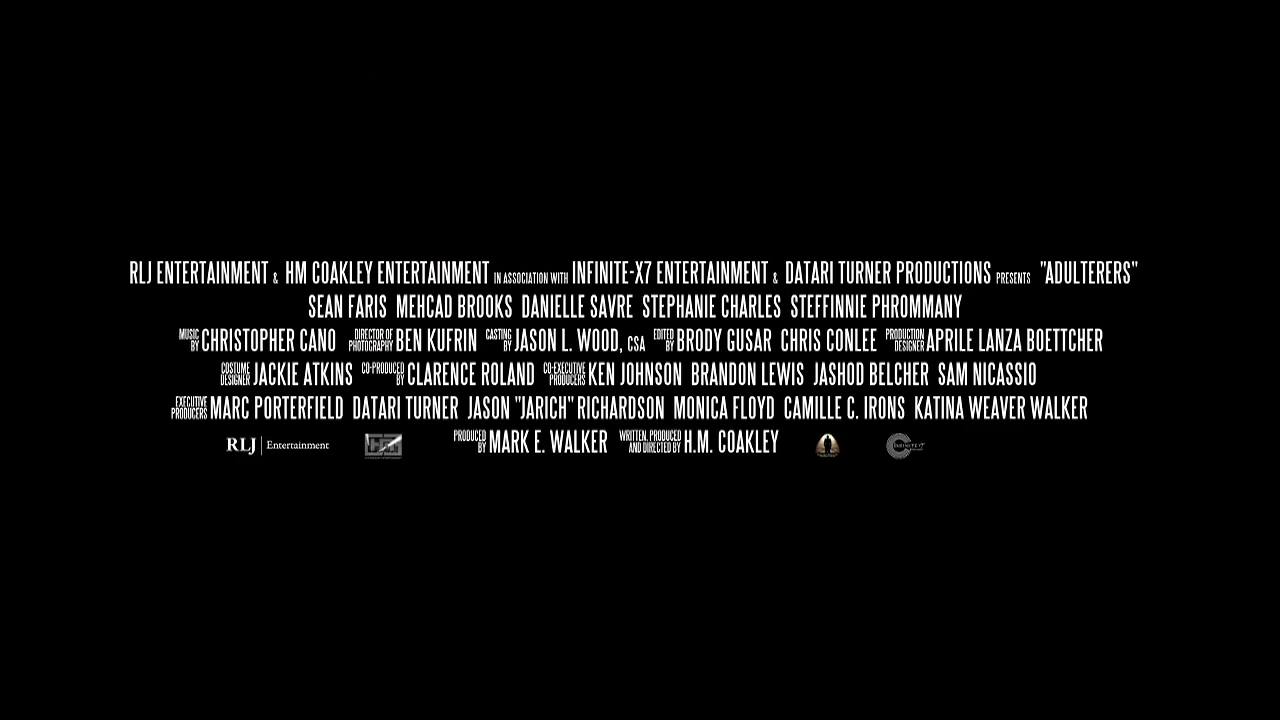 RLJ ENTERTAINMENT & HM COAKLEY ENTERTAINMENT IN ASSOCIATION WITH INFINITE-X7 ENTERTAINMENT & DATARI TURNER PRODUCTIONS PRESENTS "ADULTERERS"
SEAN FARIS MEHCAD BROOKS DANIELLE SAVRE STEPHANIE CHARLES STEFFINNIE PHROMMANY
MUSIC BY CHRISTOPHER CANO DIRECTOR OF PHOTOGRAPHY BEN KUFRIN CASTING BY JASON L. WOOD, CSA EDITED BY BRODY GUSAR CHRIS CONLEE PRODUCTION DESIGNER APRILE LANZA BOETTCHER
COSTUME DESIGNER JACKIE ATKINS CO-PRODUCED BY CLARENCE ROLAND CO-EXECUTIVE PRODUCERS KEN JOHNSON BRANDON LEWIS JASHOD BELCHER SAM NICASSIO
EXECUTIVE PRODUCERS MARC PORTERFIELD DATARI TURNER JASON "JARICH" RICHARDSON MONICA FLOYD CAMILLE C. IRONS KATINA WEAVER WALKER
RLJ Entertainment PRODUCED BY MARK E. WALKER WRITTEN, PRODUCED AND DIRECTED BY H.M. COAKLEY